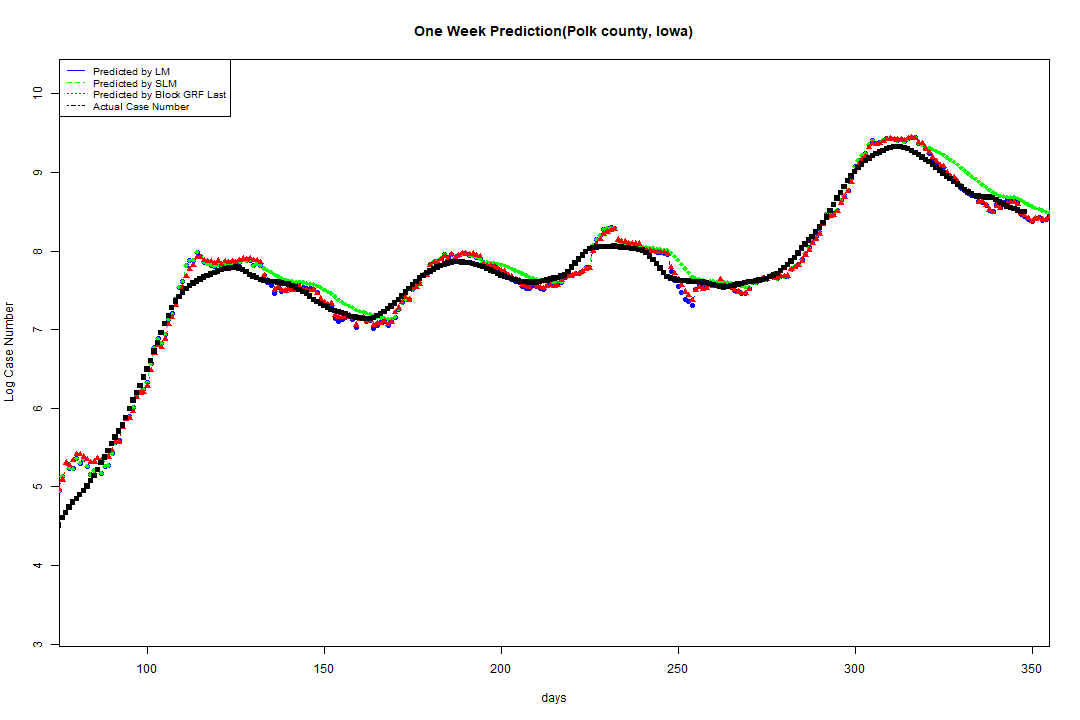 One Week Prediction(Polk county, Iowa)
Predicted by LM
Predicted by SLM
Predicted by Block GRF Last
Actual Case Number
10
9
8
7
6
5
4
3
Log Case Number
100 150 200 250 300 350
days